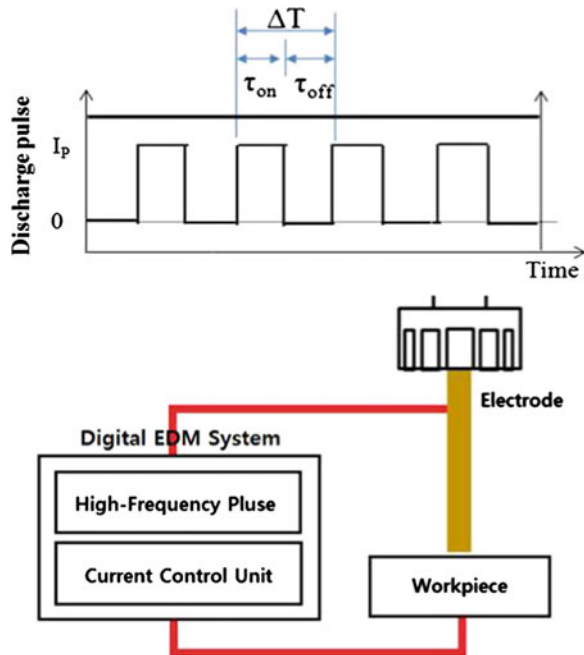 ΔT
τon τoff
Discharge pulse
IP
0
Time
Electrode
Digital EDM System
High-Frequency Pluse
Current Control Unit
Workpiece